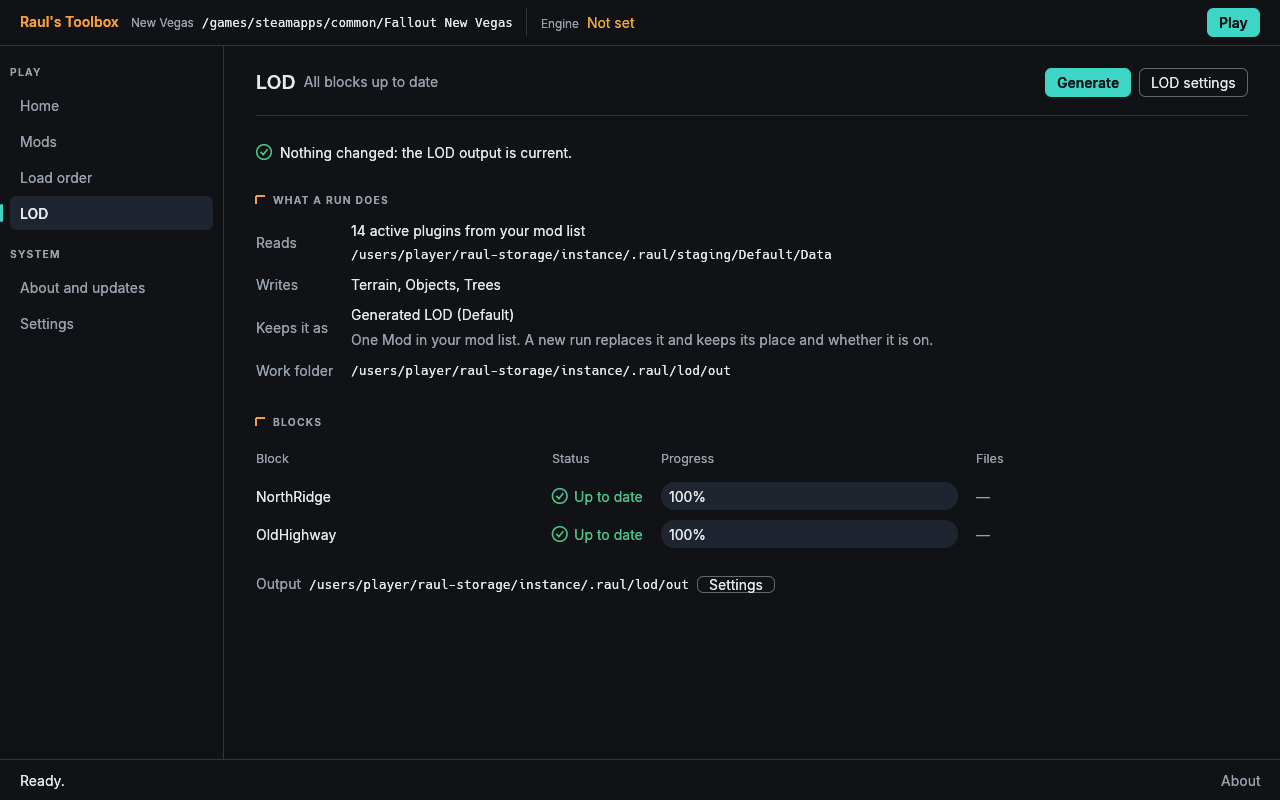 Raul's Toolbox New Vegas /games/steamapps/common/Fallout New Vegas Engine Not set Play
PLAY
Home
Mods
Load order
LOD
SYSTEM
About and updates
Settings
LOD All blocks up to date Generate LOD settings
Nothing changed: the LOD output is current.
WHAT A RUN DOES
Reads 14 active plugins from your mod list
/users/player/raul-storage/instance/.raul/staging/Default/Data
Writes Terrain, Objects, Trees
Keeps it as Generated LOD (Default)
One Mod in your mod list. A new run replaces it and keeps its place and whether it is on.
Work folder /users/player/raul-storage/instance/.raul/lod/out
BLOCKS
Block Status Progress Files
NorthRidge Up to date 100% —
OldHighway Up to date 100% —
Output /users/player/raul-storage/instance/.raul/lod/out Settings
Ready. About